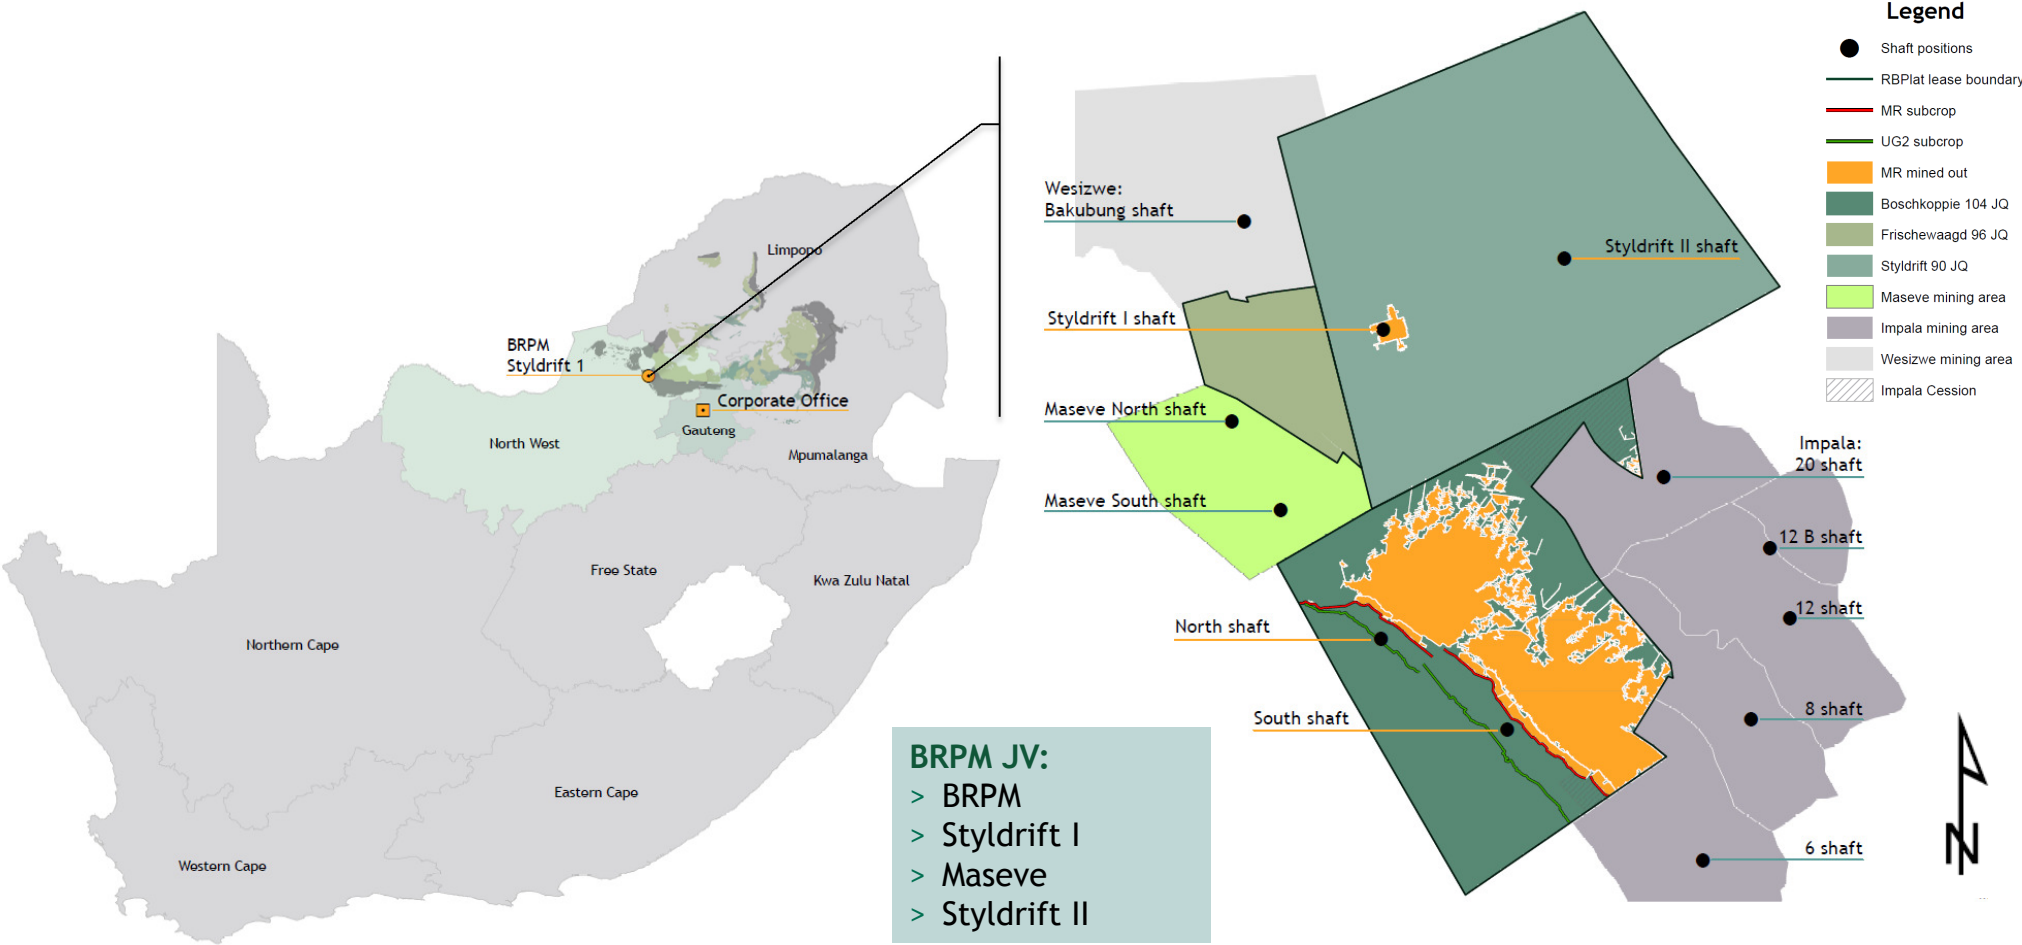 Limpopo
BRPM
Styldrift 1
Corporate Office
North West
Gauteng
Mpumalanga
Free State
Kwa Zulu Natal
Northern Cape
Eastern Cape
Western Cape
BRPM JV:
> BRPM
> Styldrift I
> Maseve
> Styldrift II
Wesizwe:
Bakubung shaft
Styldrift II shaft
Styldrift I shaft
Maseve North shaft
Maseve South shaft
North shaft
South shaft
Impala:
20 shaft
12 B shaft
12 shaft
8 shaft
6 shaft
Legend
Shaft positions
RBPlat lease boundary
MR subcrop
UG2 subcrop
MR mined out
Boschkoppie 104 JQ
Frischewaagd 96 JQ
Styldrift 90 JQ
Maseve mining area
Impala mining area
Wesizwe mining area
Impala Cession
N